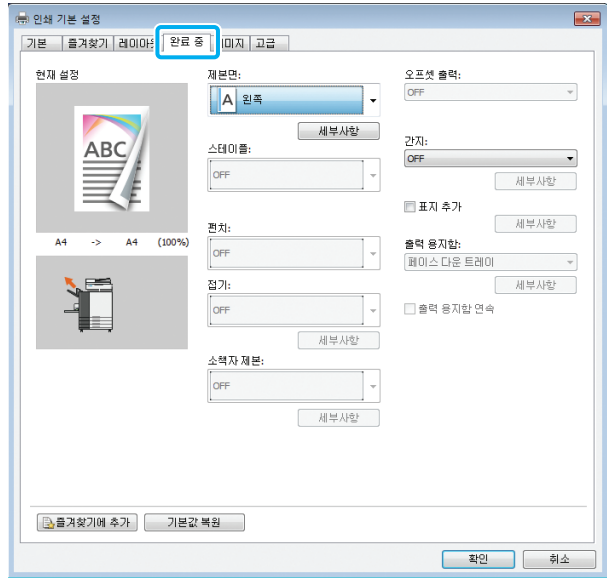 인쇄 기본 설정
기본 즐겨찾기 레이아웃 완료 중 이미지 고급
현재 설정
ABC
A4 -> A4 (100%)
제본면:
A 왼쪽
세부사항
스테이플:
OFF
펀치:
OFF
접기:
OFF
세부사항
소책자 제본:
OFF
세부사항
오프셋 출력:
OFF
간지:
OFF
세부사항
표지 추가
세부사항
출력 용지함:
페이스 다운 트레이
세부사항
출력 용지함 연속
즐겨찾기에 추가 기본값 복원
확인 취소